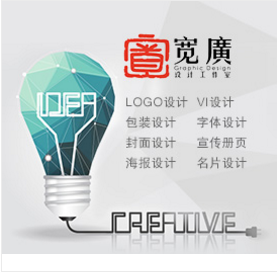 宽廣
Graphic Design
设计工作室
LOGO设计 VI设计
包装设计 字体设计
封面设计 宣传册页
海报设计 名片设计
IDEA
CREATIVE